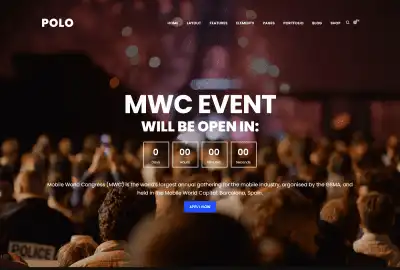 POLO
HOME LAYOUT FEATURES ELEMENTS PAGES PORTFOLIO BLOG SHOP
MWC EVENT
WILL BE OPEN IN:
0 00 00 00
Days Hours Minutes Seconds
Mobile World Congress (MWC) is the world's largest annual gathering for the mobile industry, organised by the GSMA, and
held in the Mobile World Capital, Barcelona, Spain.
APPLY NOW
POLICE